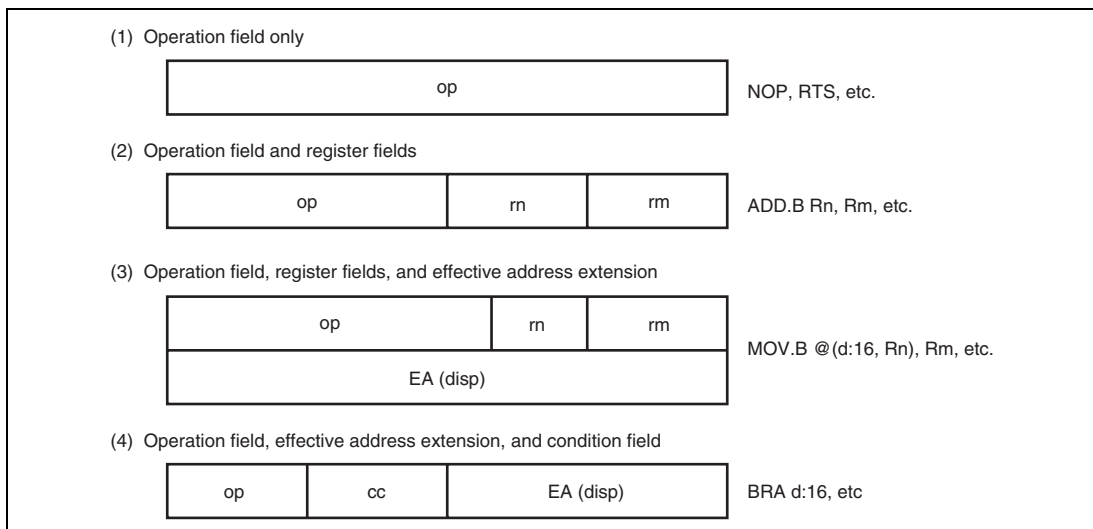 (1) Operation field only
op
NOP, RTS, etc.
(2) Operation field and register fields
op rn rm
ADD.B Rn, Rm, etc.
(3) Operation field, register fields, and effective address extension
op rn rm
MOV.B @(d:16, Rn), Rm, etc.
EA (disp)
(4) Operation field, effective address extension, and condition field
op cc EA (disp)
BRA d:16, etc